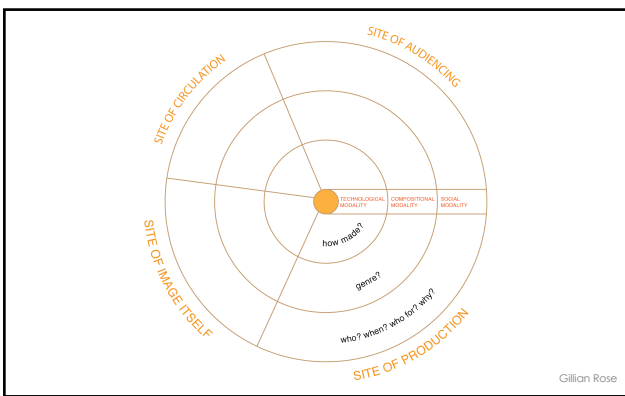 SITE OF AUDIENCING
SITE OF CIRCULATION
TECHNOLOGICAL
MODALITY
COMPOSITIONAL
MODALITY
SOCIAL
MODALITY
how made?
genre?
who? when? who for? why?
SITE OF IMAGE ITSELF
SITE OF PRODUCTION
Gillian Rose